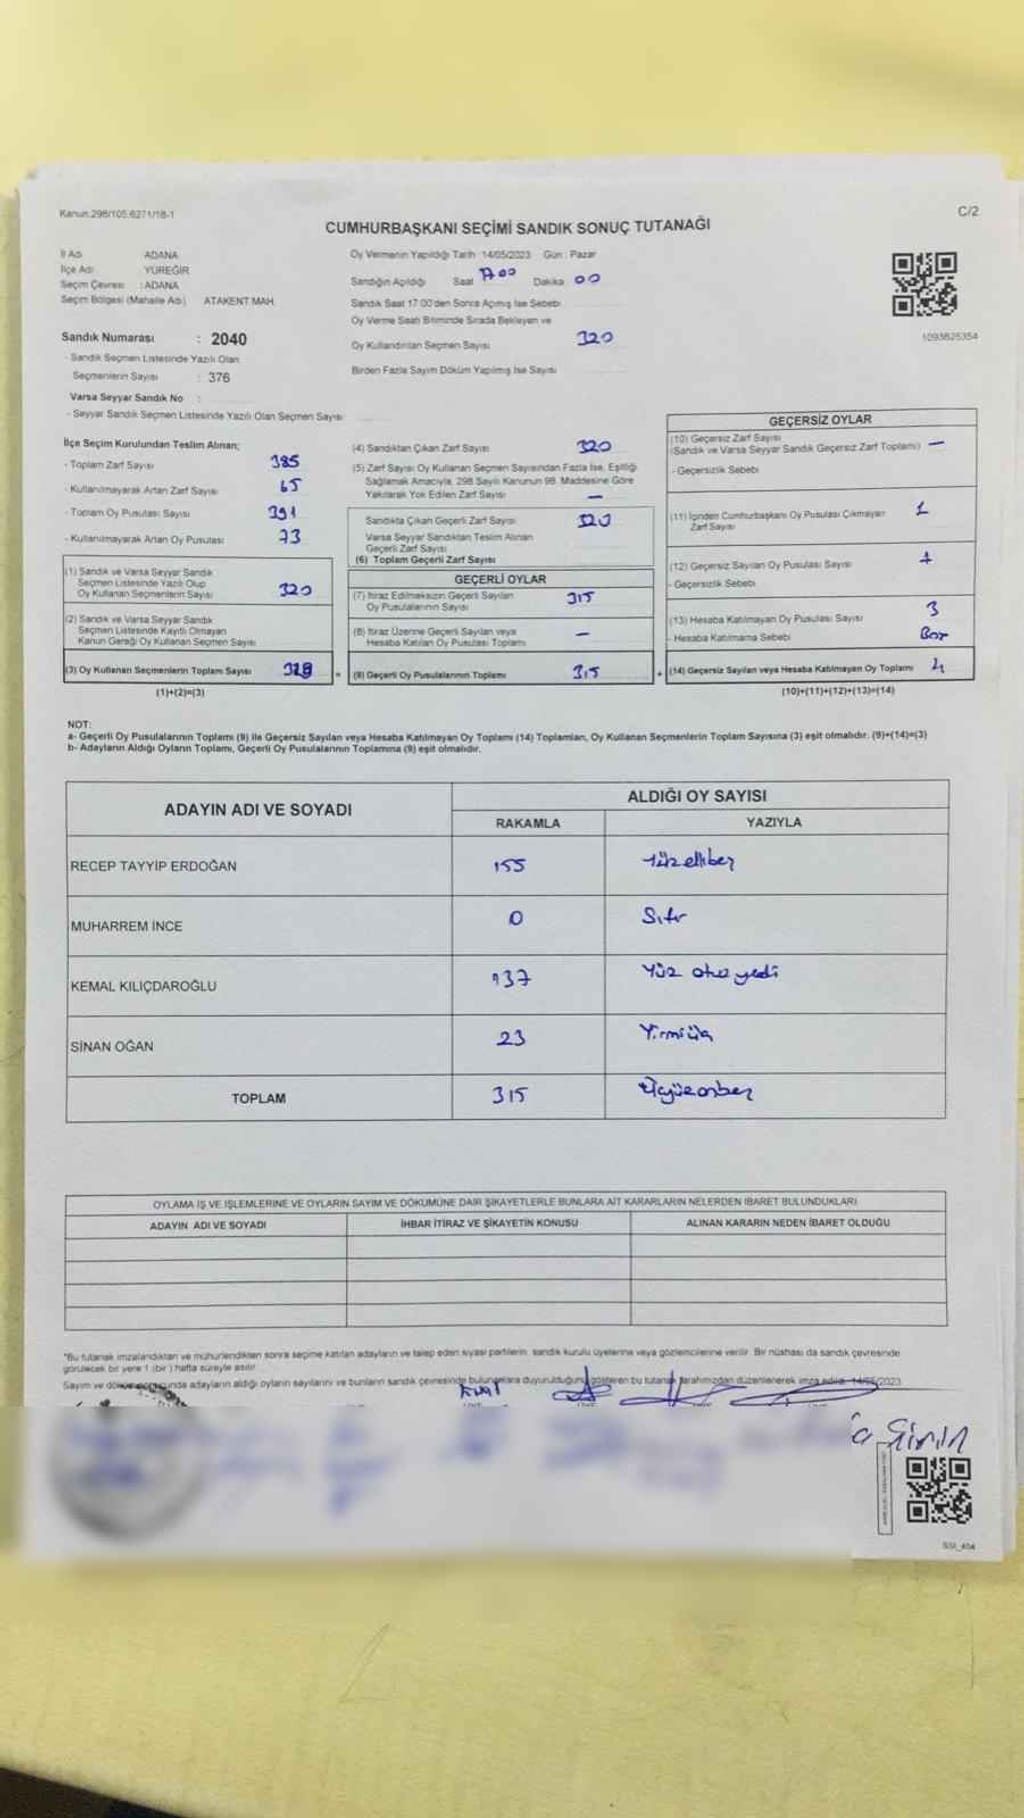 Kanun.298/105.6271/18-1
C/2
CUMHURBAŞKANI SEÇİMİ SANDIK SONUÇ TUTANAĞI
İl Adı ADANA
İlçe Adı YÜREĞİR
Seçim Çevresi : ADANA
Seçim Bölgesi (Mahalle Adı) ATAKENT MAH.
Oy Vermenin Yapıldığı Tarih :14/05/2023 Gün : Pazar
Sandığın Açıldığı Saat 17 00 Dakika 00
Sandık Saat 17:00'den Sonra Açılmış İse Sebebi
Oy Verme Saati Bitiminde Sırada Bekleyen ve
Oy Kullandırılan Seçmen Sayısı 320
Birden Fazla Sayım Döküm Yapılmış İse Sayısı
1093625354
Sandık Numarası : 2040
- Sandık Seçmen Listesinde Yazılı Olan
Seçmenlerin Sayısı : 376
Varsa Seyyar Sandık No :
- Seyyar Sandık Seçmen Listesinde Yazılı Olan Seçmen Sayısı
İlçe Seçim Kurulundan Teslim Alınan;
- Toplam Zarf Sayısı 385
- Kullanılmayarak Artan Zarf Sayısı 65
- Toplam Oy Pusulası Sayısı 391
- Kullanılmayarak Artan Oy Pusulası 73
(1) Sandık ve Varsa Seyyar Sandık
Seçmen Listesinde Yazılı Olup
Oy Kullanan Seçmenlerin Sayısı 320
(2) Sandık ve Varsa Seyyar Sandık
Seçmen Listesinde Kayıtlı Olmayan
Kanun Gereği Oy Kullanan Seçmen Sayısı
(3) Oy Kullanan Seçmenlerin Toplam Sayısı
(1)+(2)=(3)
(4) Sandıktan Çıkan Zarf Sayısı 320
(5) Zarf Sayısı Oy Kullanan Seçmen Sayısından Fazla İse, Eşitliği
Sağlamak Amacıyla, 298 Sayılı Kanunun 98. Maddesine Göre
Yakılarak Yok Edilen Zarf Sayısı —
Sandıkta Çıkan Geçerli Zarf Sayısı 320
Varsa Seyyar Sandıktan Teslim Alınan
Geçerli Zarf Sayısı
(6) Toplam Geçerli Zarf Sayısı
GEÇERLİ OYLAR
(7) İtiraz Edilmeksizin Geçerli Sayılan
Oy Pusulalarının Sayısı 315
(8) İtiraz Üzerine Geçerli Sayılan veya
Hesaba Katılan Oy Pusulası Toplamı —
(9) Geçerli Oy Pusulalarının Toplamı 315
GEÇERSİZ OYLAR
(10) Geçersiz Zarf Sayısı
(Sandık ve Varsa Seyyar Sandık Geçersiz Zarf Toplamı) —
- Geçersizlik Sebebi
(11) İçinden Cumhurbaşkanı Oy Pusulası Çıkmayan
Zarf Sayısı 1
(12) Geçersiz Sayılan Oy Pusulası Sayısı
- Geçersizlik Sebebi
(13) Hesaba Katılmayan Oy Pusulası Sayısı 3
- Hesaba Katılmama Sebebi Boş
(14) Geçersiz Sayılan veya Hesaba Katılmayan Oy Toplamı 4
(10)+(11)+(12)+(13)=(14)
NOT:
a- Geçerli Oy Pusulalarının Toplamı (9) ile Geçersiz Sayılan veya Hesaba Katılmayan Oy Toplamı (14) Toplamları, Oy Kullanan Seçmenlerin Toplam Sayısına (3) eşit olmalıdır. (9)+(14)=(3)
b- Adayların Aldığı Oyların Toplamı, Geçerli Oy Pusulalarının Toplamına (9) eşit olmalıdır.
ADAYIN ADI VE SOYADI
ALDIĞI OY SAYISI
RAKAMLA YAZIYLA
RECEP TAYYİP ERDOĞAN 155 Yüzellibeş
MUHARREM İNCE 0 Sıfır
KEMAL KILIÇDAROĞLU 137 Yüz otuz yedi
SİNAN OĞAN 23 Yirmiüç
TOPLAM 315 Üçyüzonbeş
OYLAMA İŞ VE İŞLEMLERİNE VE OYLARIN SAYIM VE DÖKÜMÜNE DAİR ŞİKAYETLERLE BUNLARA AİT KARARLARIN NELERDEN İBARET BULUNDUKLARI
ADAYIN ADI VE SOYADI İHBAR İTİRAZ VE ŞİKAYETİN KONUSU ALINAN KARARIN NEDEN İBARET OLDUĞU
"Bu tutanak imzalandıktan ve mühürlendikten sonra seçime katılan adayların ve talep eden siyasi partilerin sandık kurulu üyelerine veya gözlemcilerine verilir. Bir nüshası da sandık çevresinde
görülecek bir yere 1 (bir ) hafta süreyle asılır.
Sayım ve döküm sonucunda adayların aldığı oyların sayılarını ve bunların sandık çevresinde bulunanlara duyurulduğunu gösteren bu tutanak tarafımızdan düzenlenerek imza edildi. 14/05/2023